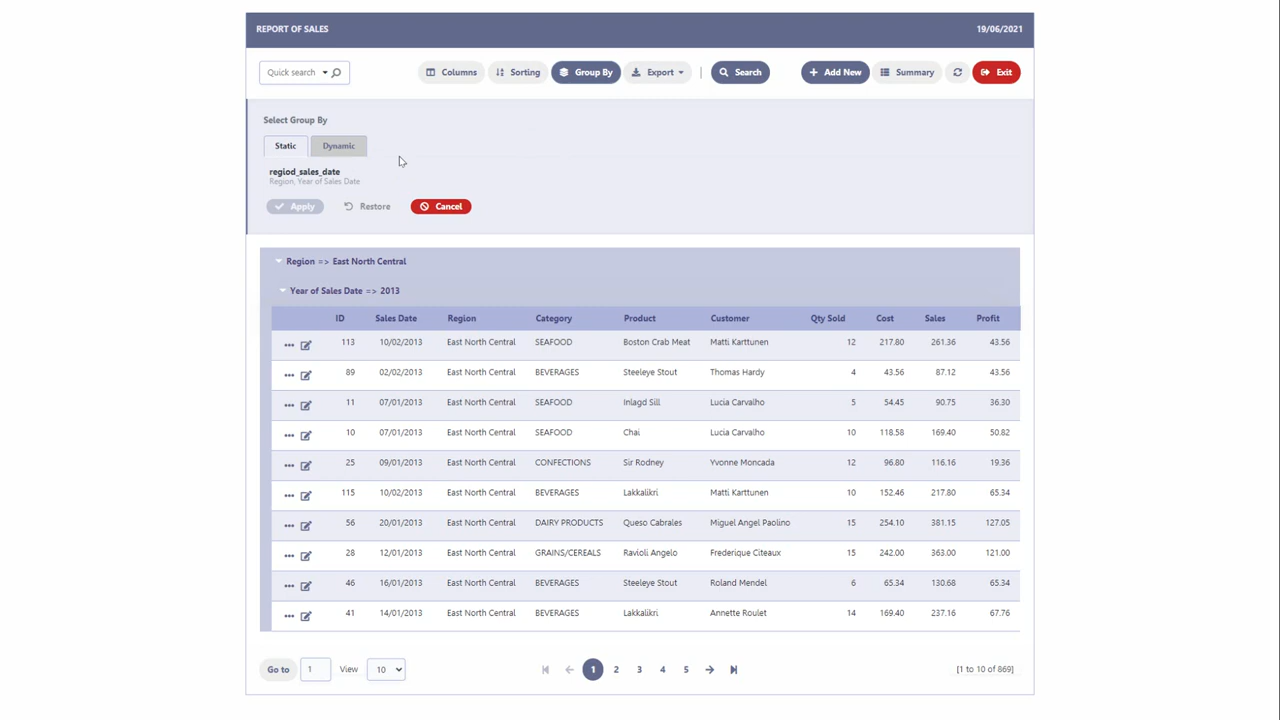 REPORT OF SALES 19/06/2021
Quick search Columns Sorting Group By Export | Search Add New Summary Exit
Select Group By
Static Dynamic
regiod_sales_date
Region, Year of Sales Date
Apply Restore Cancel
Region => East North Central
Year of Sales Date => 2013
ID Sales Date Region Category Product Customer Qty Sold Cost Sales Profit
113 10/02/2013 East North Central SEAFOOD Boston Crab Meat Matti Karttunen 12 217.80 261.36 43.56
89 02/02/2013 East North Central BEVERAGES Steeleye Stout Thomas Hardy 4 43.56 87.12 43.56
11 07/01/2013 East North Central SEAFOOD Inlagd Sill Lucia Carvalho 5 54.45 90.75 36.30
10 07/01/2013 East North Central SEAFOOD Chai Lucia Carvalho 10 118.58 169.40 50.82
25 09/01/2013 East North Central CONFECTIONS Sir Rodney Yvonne Moncada 12 96.80 116.16 19.36
115 10/02/2013 East North Central BEVERAGES Lakkalikri Matti Karttunen 10 152.46 217.80 65.34
56 20/01/2013 East North Central DAIRY PRODUCTS Queso Cabrales Miguel Angel Paolino 15 254.10 381.15 127.05
28 12/01/2013 East North Central GRAINS/CEREALS Ravioli Angelo Frederique Citeaux 15 242.00 363.00 121.00
46 16/01/2013 East North Central BEVERAGES Steeleye Stout Roland Mendel 6 65.34 130.68 65.34
41 14/01/2013 East North Central BEVERAGES Lakkalikri Annette Roulet 14 169.40 237.16 67.76
Go to 1 View 10 1 2 3 4 5 [1 to 10 of 869]